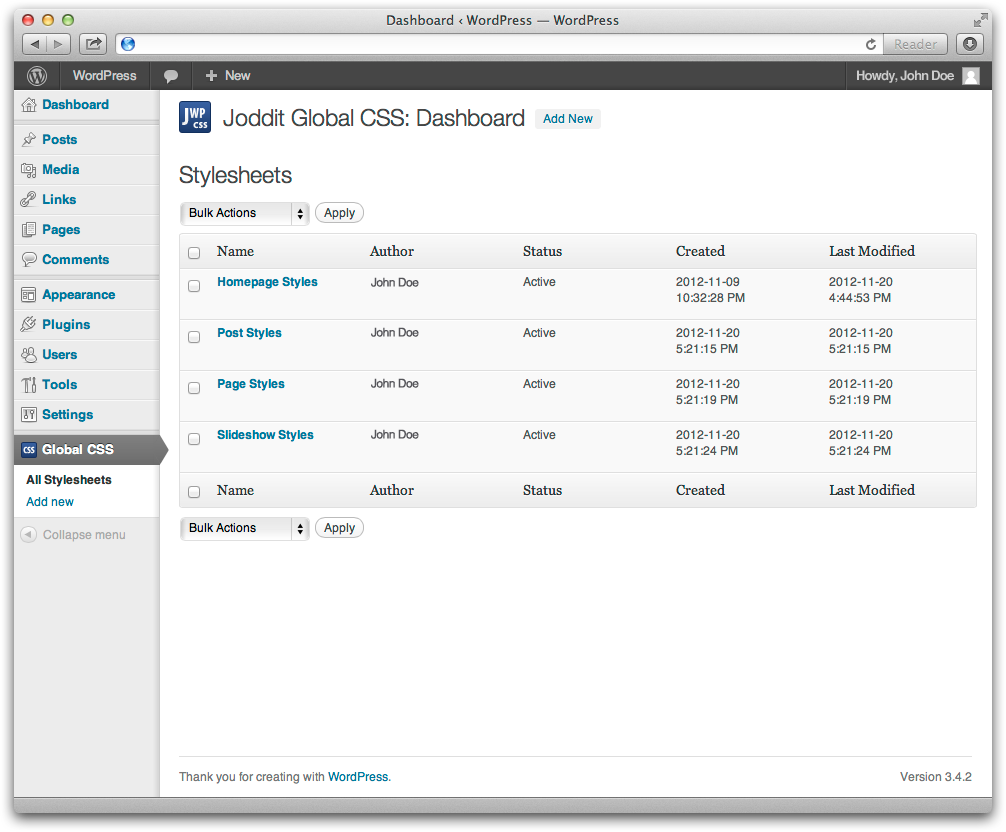 Dashboard ‹ WordPress — WordPress
Reader
WordPress
New
Howdy, John Doe
Dashboard
Posts
Media
Links
Pages
Comments
Appearance
Plugins
Users
Tools
Settings
CSS Global CSS
All Stylesheets
Add new
Collapse menu
JWP CSS
Joddit Global CSS: Dashboard Add New
Stylesheets
Bulk Actions Apply
Name Author Status Created Last Modified
Homepage Styles John Doe Active 2012-11-09 2012-11-20
10:32:28 PM 4:44:53 PM
Post Styles John Doe Active 2012-11-20 2012-11-20
5:21:15 PM 5:21:15 PM
Page Styles John Doe Active 2012-11-20 2012-11-20
5:21:19 PM 5:21:19 PM
Slideshow Styles John Doe Active 2012-11-20 2012-11-20
5:21:24 PM 5:21:24 PM
Name Author Status Created Last Modified
Bulk Actions Apply
Thank you for creating with WordPress. Version 3.4.2